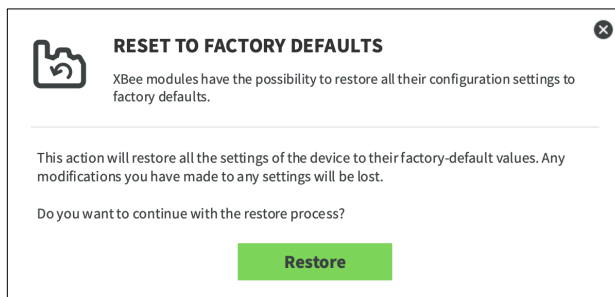 RESET TO FACTORY DEFAULTS
XBee modules have the possibility to restore all their configuration settings to
factory defaults.
This action will restore all the settings of the device to their factory-default values. Any
modifications you have made to any settings will be lost.
Do you want to continue with the restore process?
Restore